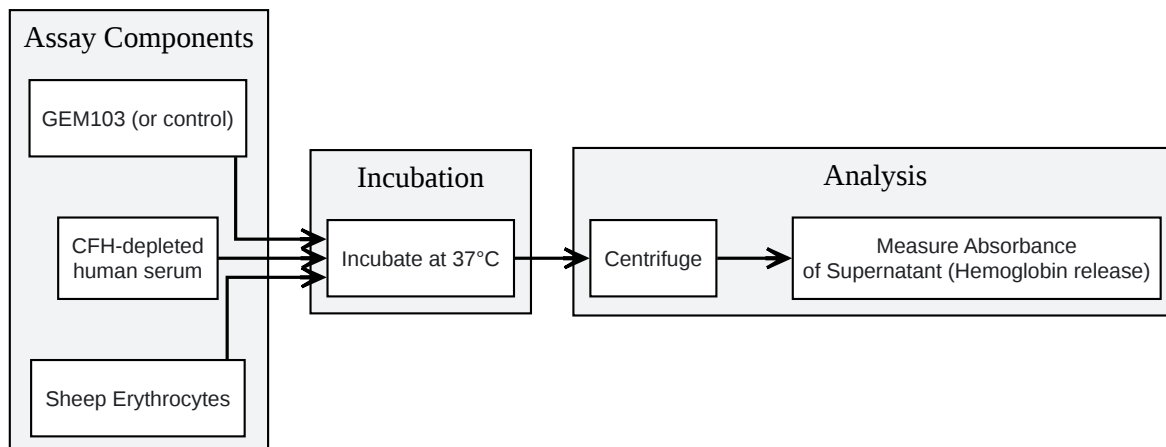 Assay Components
GEM103 (or control)
CFH-depleted
human serum
Sheep Erythrocytes
Incubation
Incubate at 37°C
Analysis
Centrifuge
Measure Absorbance
of Supernatant (Hemoglobin release)